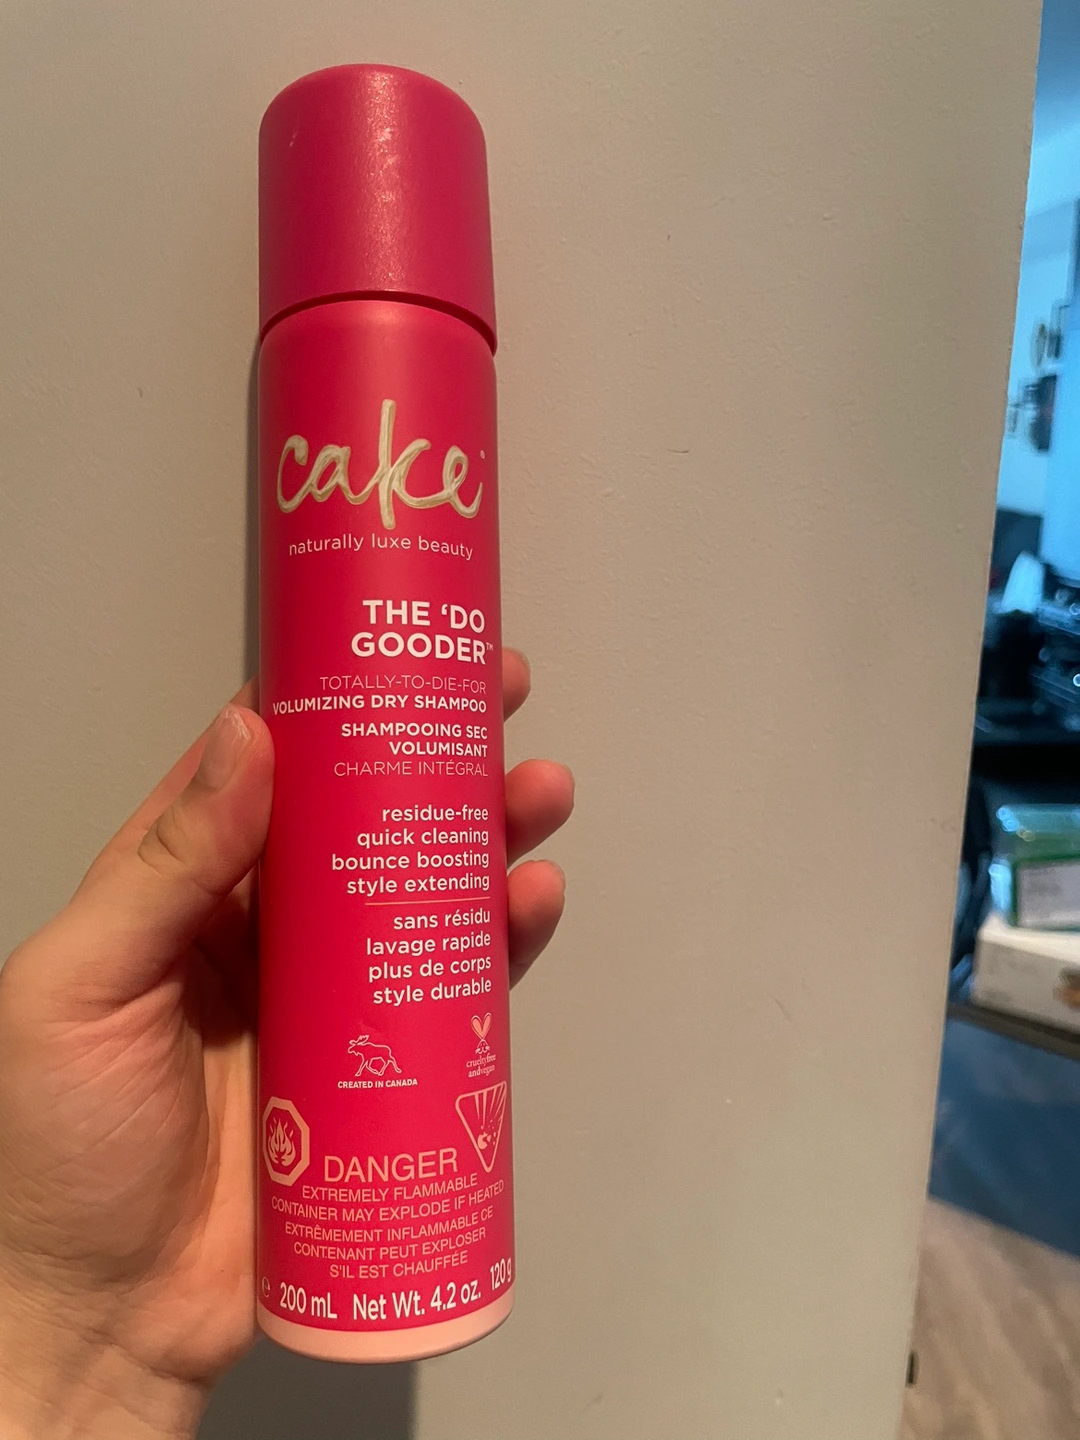 cake®
naturally luxe beauty
THE ‘DO
GOODER™
TOTALLY-TO-DIE-FOR
VOLUMIZING DRY SHAMPOO
SHAMPOOING SEC
VOLUMISANT
CHARME INTÉGRAL
residue-free
quick cleaning
bounce boosting
style extending
sans résidu
lavage rapide
plus de corps
style durable
CREATED IN CANADA
crueltyfree
andvegan
DANGER
EXTREMELY FLAMMABLE
CONTAINER MAY EXPLODE IF HEATED
EXTRÊMEMENT INFLAMMABLE CE
CONTENANT PEUT EXPLOSER
S'IL EST CHAUFFÉE
℮ 200 mL Net Wt. 4.2 oz. 120 g